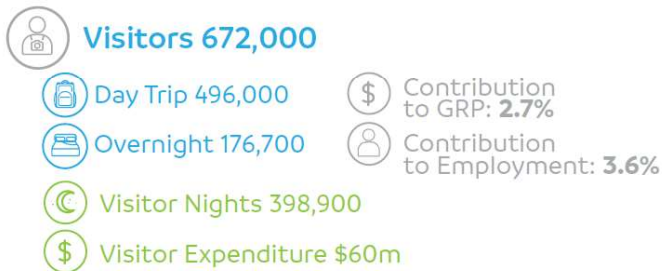 Visitors 672,000
Day Trip 496,000
Overnight 176,700
$ Contribution
to GRP: 2.7%
Contribution
to Employment: 3.6%
Visitor Nights 398,900
$ Visitor Expenditure $60m